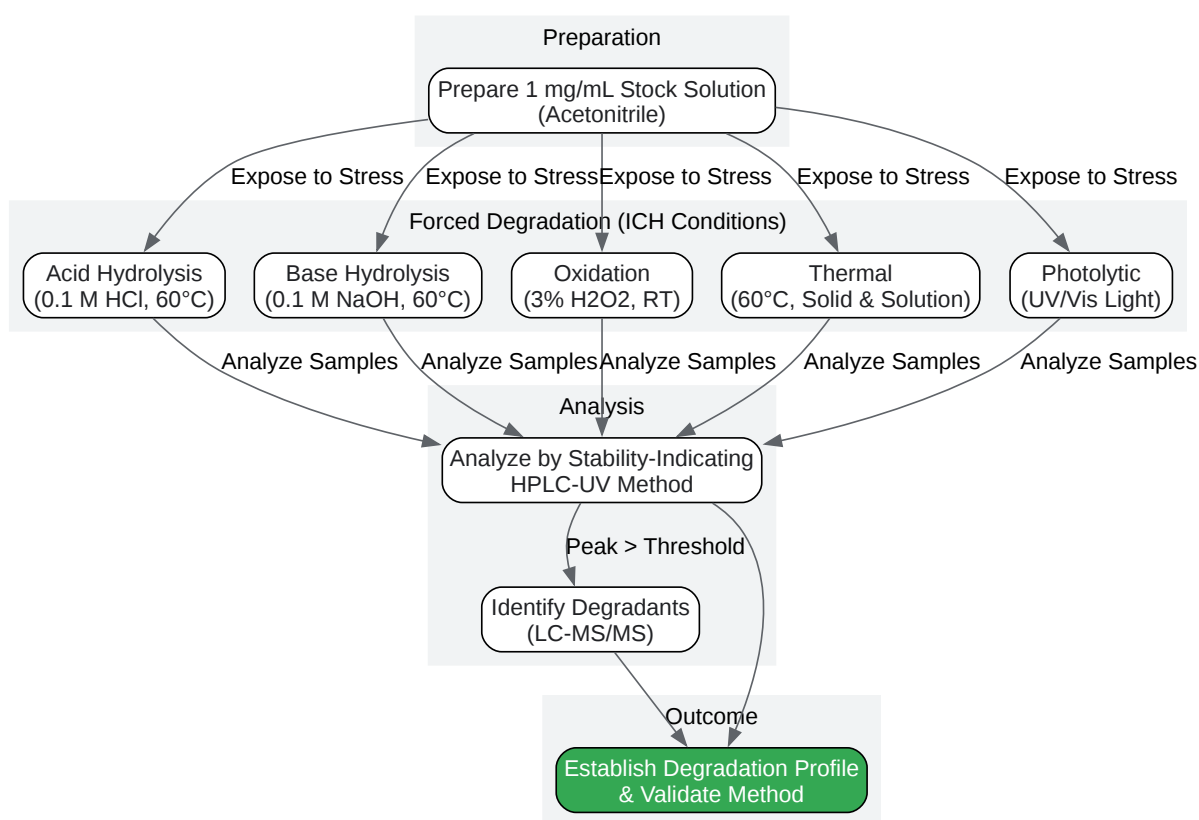 Preparation
Prepare 1 mg/mL Stock Solution
(Acetonitrile)
Expose to Stress
Expose to Stress
Expose to Stress
Expose to Stress
Expose to Stress
Forced Degradation (ICH Conditions)
Acid Hydrolysis
(0.1 M HCl, 60°C)
Base Hydrolysis
(0.1 M NaOH, 60°C)
Oxidation
(3% H2O2, RT)
Thermal
(60°C, Solid & Solution)
Photolytic
(UV/Vis Light)
Analyze Samples
Analyze Samples
Analyze Samples
Analyze Samples
Analyze Samples
Analysis
Analyze by Stability-Indicating
HPLC-UV Method
Peak > Threshold
Identify Degradants
(LC-MS/MS)
Outcome
Establish Degradation Profile
& Validate Method